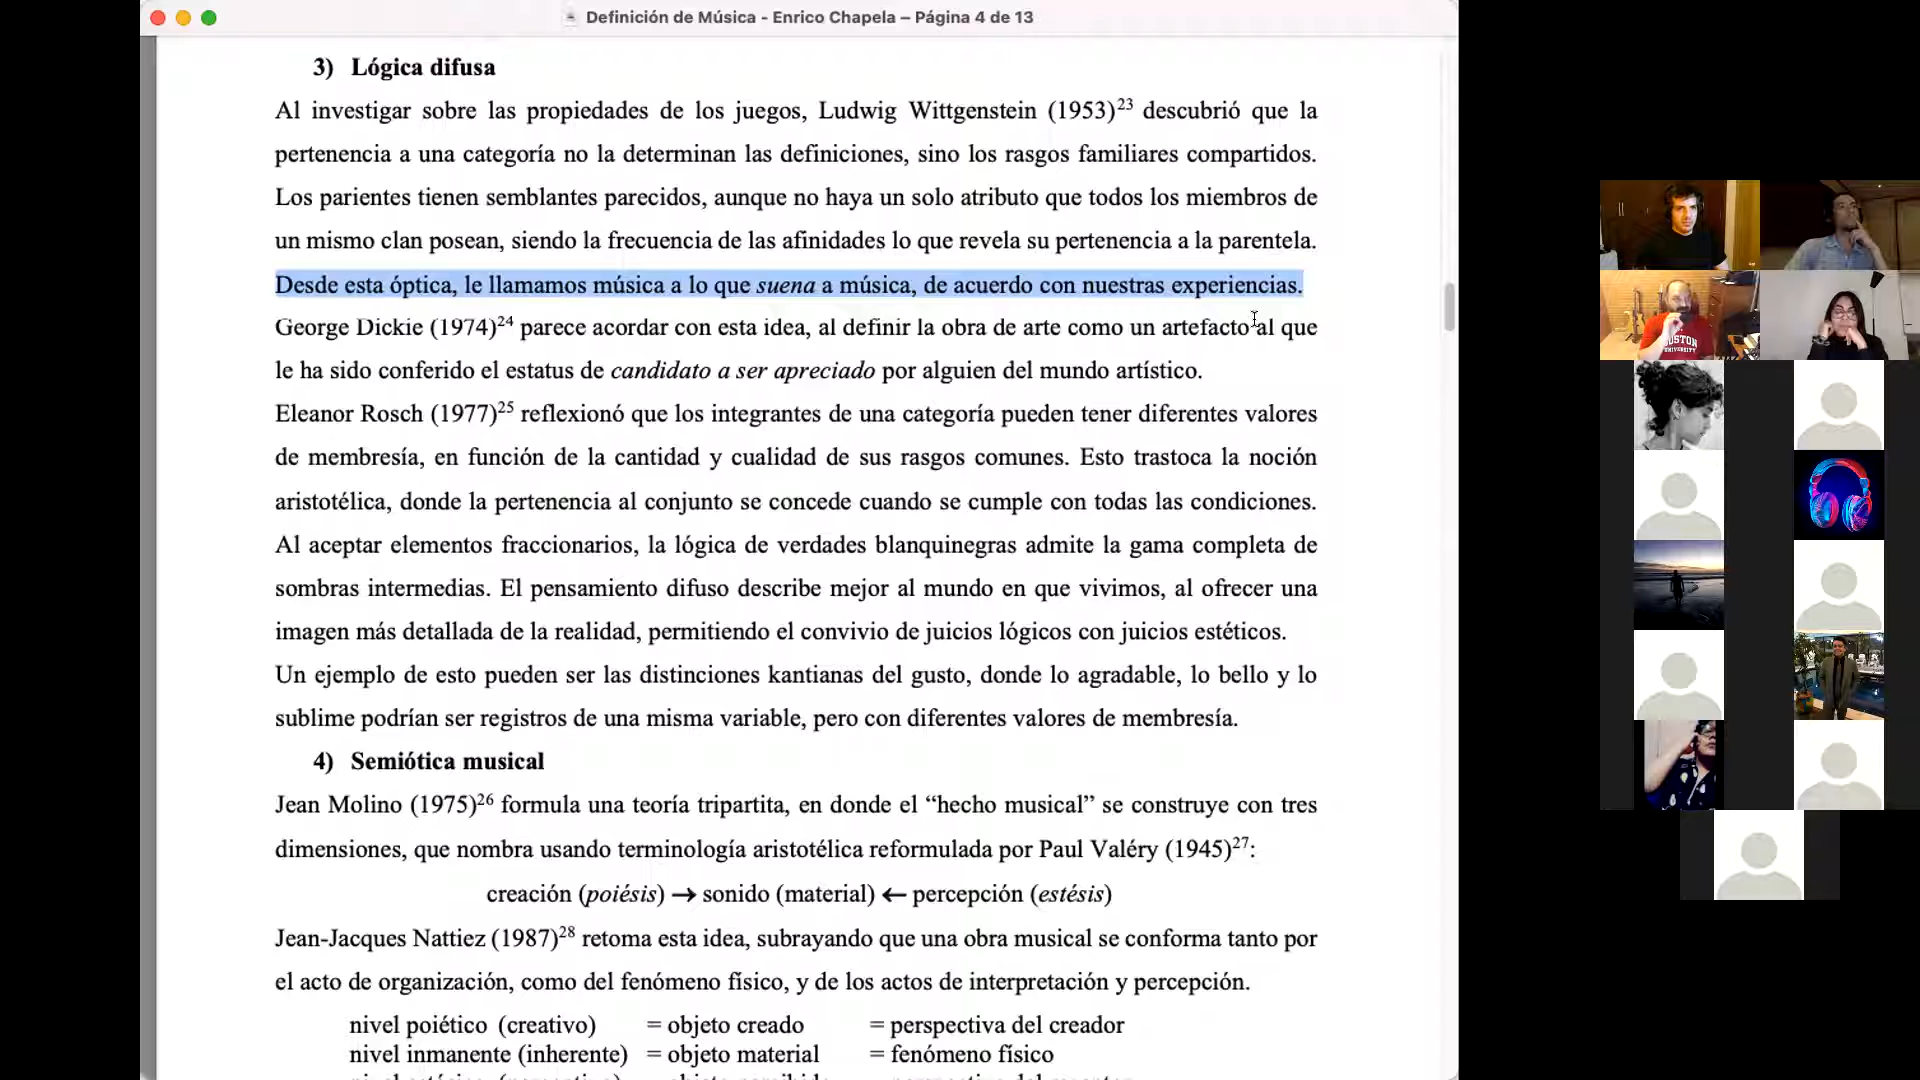 Definición de Música - Enrico Chapela – Página 4 de 13
3) Lógica difusa
Al investigar sobre las propiedades de los juegos, Ludwig Wittgenstein (1953)23 descubrió que la
pertenencia a una categoría no la determinan las definiciones, sino los rasgos familiares compartidos.
Los parientes tienen semblantes parecidos, aunque no haya un solo atributo que todos los miembros de
un mismo clan posean, siendo la frecuencia de las afinidades lo que revela su pertenencia a la parentela.
Desde esta óptica, le llamamos música a lo que suena a música, de acuerdo con nuestras experiencias.
George Dickie (1974)24 parece acordar con esta idea, al definir la obra de arte como un artefacto al que
le ha sido conferido el estatus de candidato a ser apreciado por alguien del mundo artístico.
Eleanor Rosch (1977)25 reflexionó que los integrantes de una categoría pueden tener diferentes valores
de membresía, en función de la cantidad y cualidad de sus rasgos comunes. Esto trastoca la noción
aristotélica, donde la pertenencia al conjunto se concede cuando se cumple con todas las condiciones.
Al aceptar elementos fraccionarios, la lógica de verdades blanquinegras admite la gama completa de
sombras intermedias. El pensamiento difuso describe mejor al mundo en que vivimos, al ofrecer una
imagen más detallada de la realidad, permitiendo el convivio de juicios lógicos con juicios estéticos.
Un ejemplo de esto pueden ser las distinciones kantianas del gusto, donde lo agradable, lo bello y lo
sublime podrían ser registros de una misma variable, pero con diferentes valores de membresía.
4) Semiótica musical
Jean Molino (1975)26 formula una teoría tripartita, en donde el “hecho musical” se construye con tres
dimensiones, que nombra usando terminología aristotélica reformulada por Paul Valéry (1945)27:
creación (poiésis) → sonido (material) ← percepción (estésis)
Jean-Jacques Nattiez (1987)28 retoma esta idea, subrayando que una obra musical se conforma tanto por
el acto de organización, como del fenómeno físico, y de los actos de interpretación y percepción.
nivel poiético (creativo) = objeto creado = perspectiva del creador
nivel inmanente (inherente) = objeto material = fenómeno físico
BOSTON
UNIVERSITY